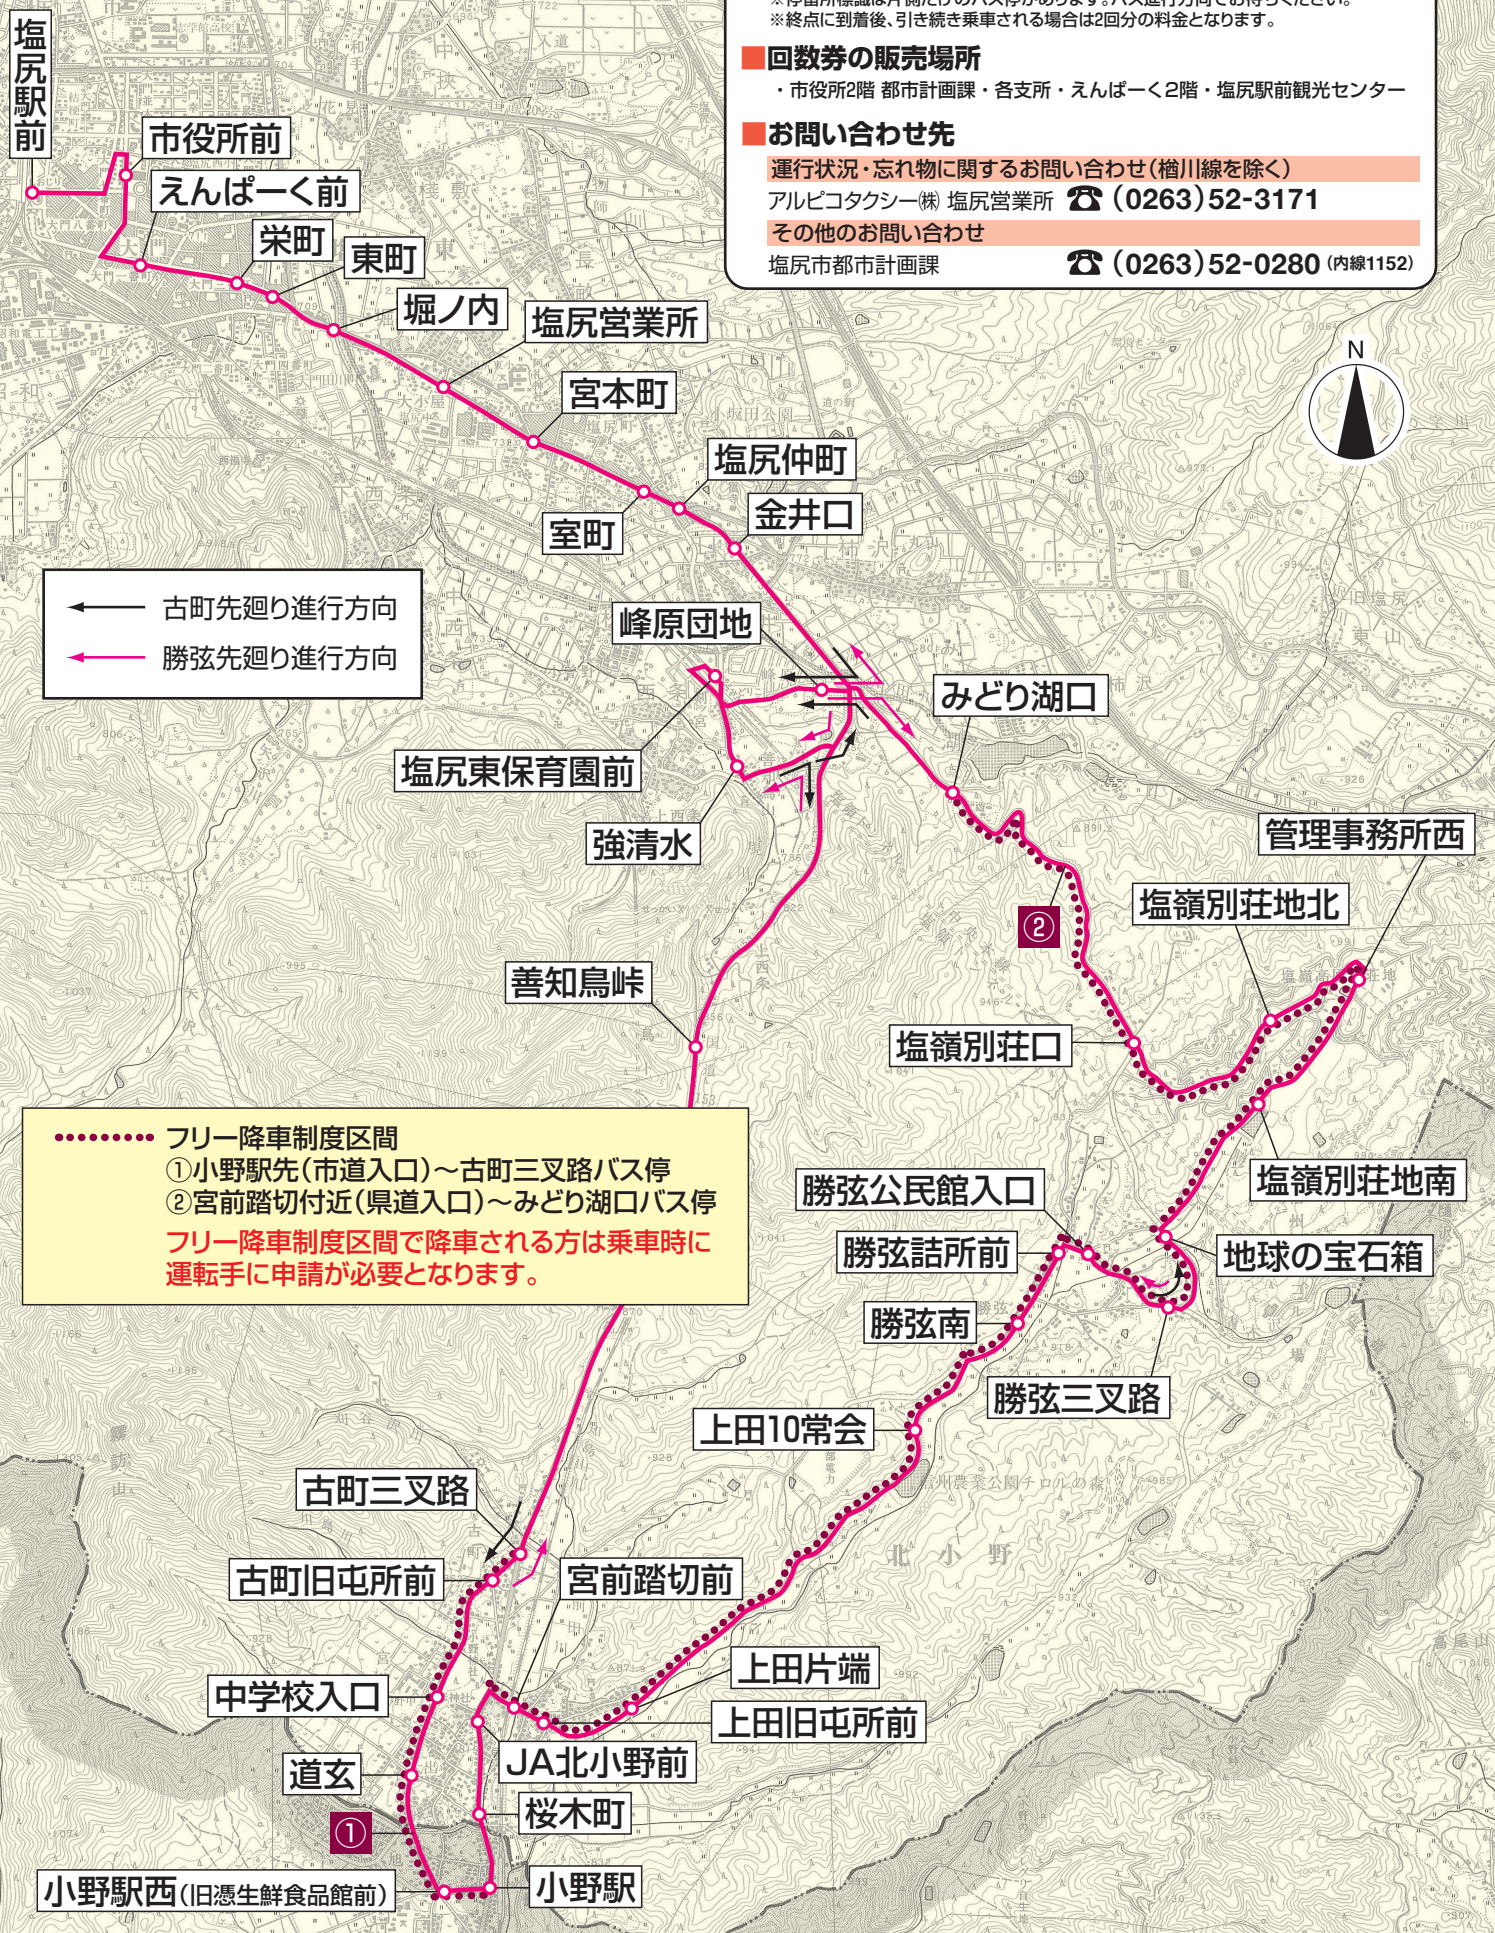 ※終点に到着後、引き続き乗車される場合は2回分の料金となります。
■回数券の販売場所
・市役所2階 都市計画課・各支所・えんぱーく2階・塩尻駅前観光センター
■お問い合わせ先
運行状況・忘れ物に関するお問い合わせ（楢川線を除く）
アルピコタクシー㈱ 塩尻営業所 ☎（0263）52-3171
その他のお問い合わせ
塩尻市都市計画課 ☎（0263）52-0280（内線1152）
N
塩尻駅前
市役所前
えんぱーく前
栄町
東町
堀ノ内
塩尻営業所
宮本町
塩尻仲町
室町
金井口
古町先廻り進行方向
勝弦先廻り進行方向
峰原団地
みどり湖口
塩尻東保育園前
強清水
管理事務所西
塩嶺別荘地北
②
善知鳥峠
塩嶺別荘口
フリー降車制度区間
①小野駅先（市道入口）～古町三叉路バス停
②宮前踏切付近（県道入口）～みどり湖口バス停
フリー降車制度区間で降車される方は乗車時に
運転手に申請が必要となります。
塩嶺別荘地南
勝弦公民館入口
勝弦詰所前
地球の宝石箱
勝弦南
勝弦三叉路
上田10常会
信州農業公園チロルの森
北小野
古町三叉路
古町旧屯所前
宮前踏切前
上田片端
中学校入口
上田旧屯所前
JA北小野前
道玄
桜木町
①
小野駅西（旧憑生鮮食品館前）
小野駅